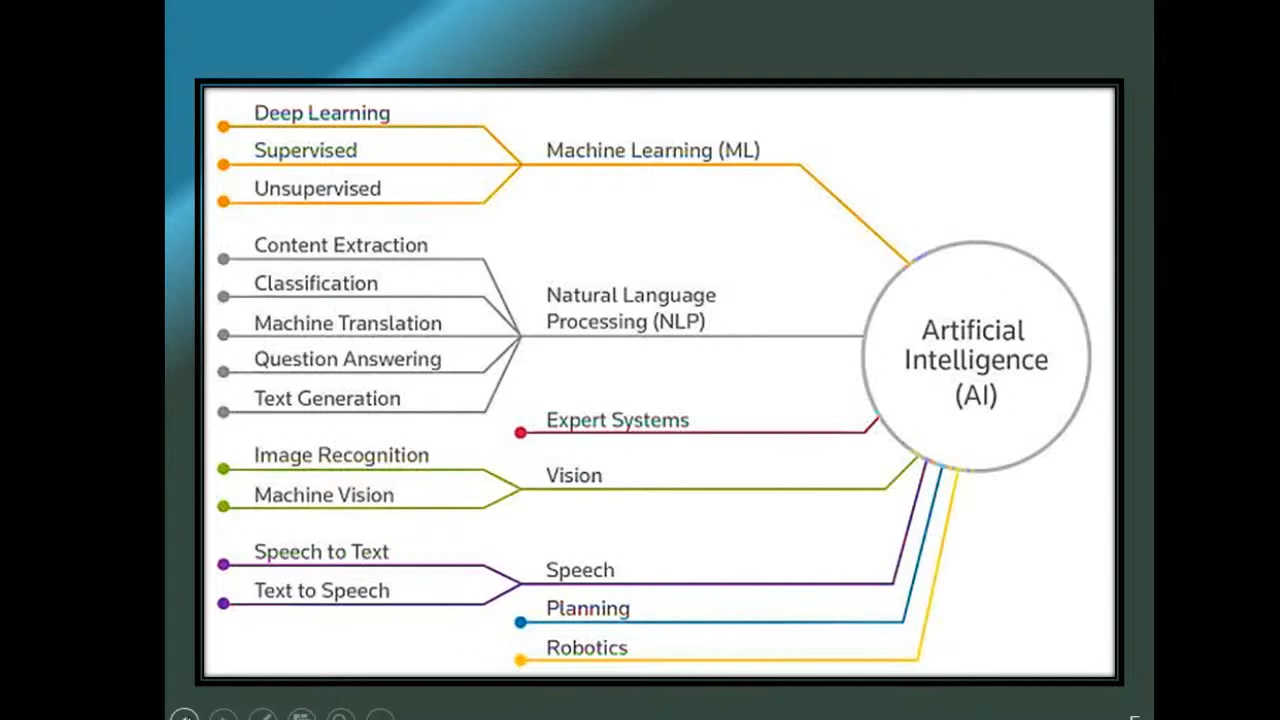 Deep Learning
Supervised
Unsupervised
Machine Learning (ML)
Content Extraction
Classification
Machine Translation
Question Answering
Text Generation
Natural Language
Processing (NLP)
Expert Systems
Image Recognition
Machine Vision
Vision
Speech to Text
Text to Speech
Speech
Planning
Robotics
Artificial
Intelligence
(AI)